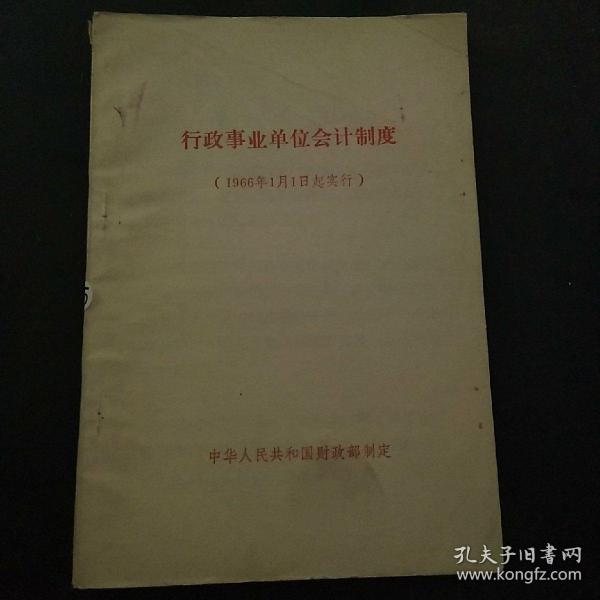 行政事业单位会计制度
（1966年1月1日起实行）
5
中华人民共和国财政部制定
孔夫子旧书网
www.kongfz.com